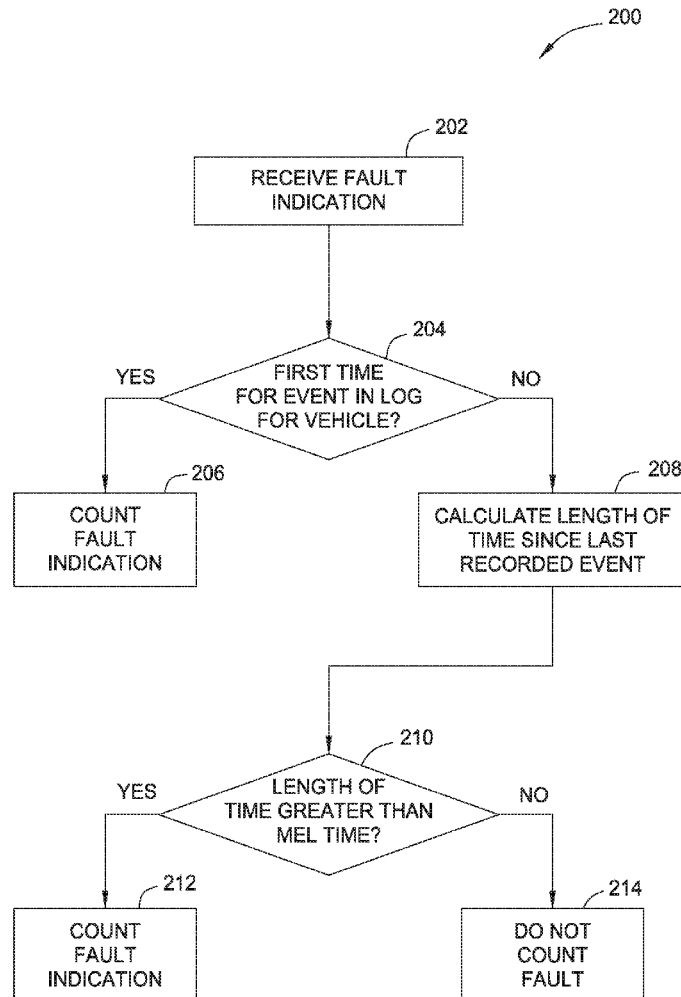 200
202
RECEIVE FAULT
INDICATION
204
YES
FIRST TIME
FOR EVENT IN LOG
FOR VEHICLE?
NO
206
COUNT
FAULT
INDICATION
208
CALCULATE LENGTH OF
TIME SINCE LAST
RECORDED EVENT
210
YES
LENGTH OF
TIME GREATER THAN
MEL TIME?
NO
212
COUNT
FAULT
INDICATION
214
DO NOT
COUNT
FAULT